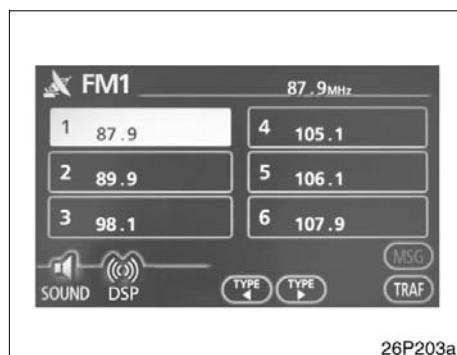 FM1 87.9MHz
1 87.9
2 89.9
3 98.1
4 105.1
5 106.1
6 107.9
MSG
SOUND DSP TYPE TYPE TRAF
26P203a